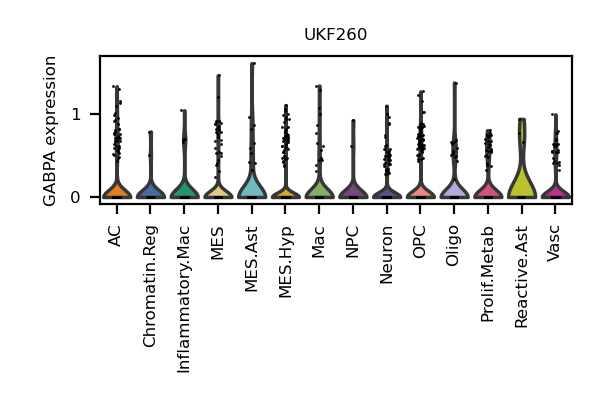 UKF260
GABPA expression
1
0
AC
Chromatin.Reg
Inflammatory.Mac
MES
MES.Ast
MES.Hyp
Mac
NPC
Neuron
OPC
Oligo
Prolif.Metab
Reactive.Ast
Vasc